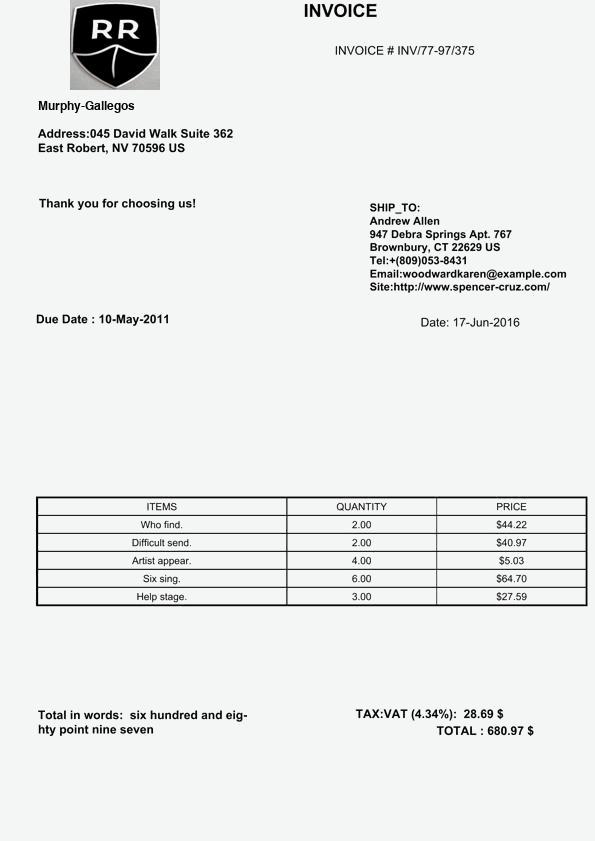 RR
INVOICE
INVOICE # INV/77-97/375
Murphy-Gallegos
Address:045 David Walk Suite 362
East Robert, NV 70596 US
Thank you for choosing us!
SHIP_TO:
Andrew Allen
947 Debra Springs Apt. 767
Brownbury, CT 22629 US
Tel:+(809)053-8431
Email:woodwardkaren@example.com
Site:http://www.spencer-cruz.com/
Due Date : 10-May-2011
Date: 17-Jun-2016
ITEMS QUANTITY PRICE
Who find. 2.00 $44.22
Difficult send. 2.00 $40.97
Artist appear. 4.00 $5.03
Six sing. 6.00 $64.70
Help stage. 3.00 $27.59
Total in words: six hundred and eig-
hty point nine seven
TAX:VAT (4.34%): 28.69 $
TOTAL : 680.97 $